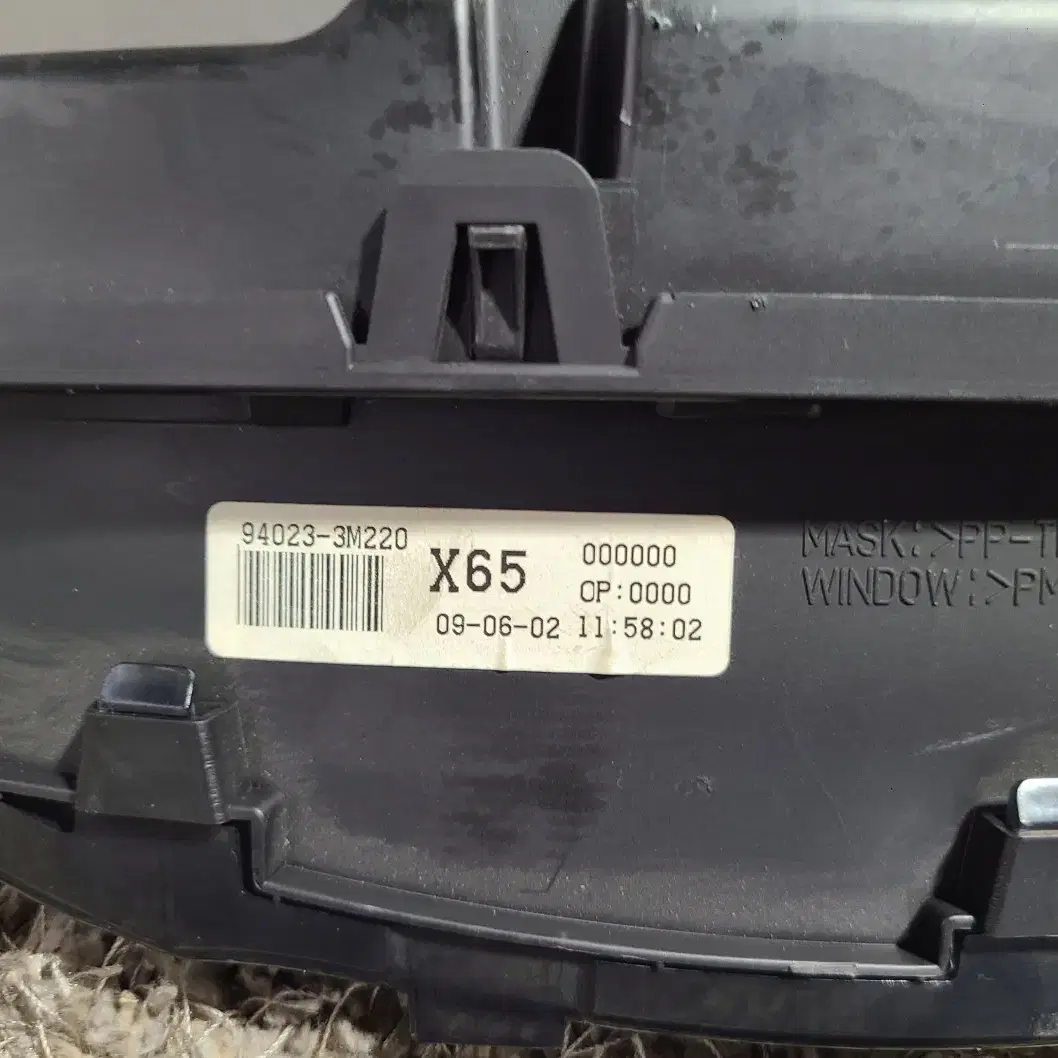 94023-3M220
X65
000000
OP:0000
09-06-02 11:58:02
MASK:>PP-T
WINDOW:>PM